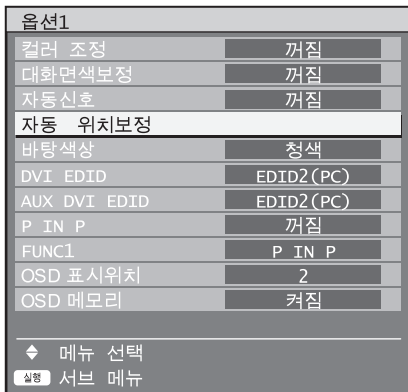 옵션1
컬러 조정 꺼짐
대화면색보정 꺼짐
자동신호 꺼짐
자동 위치보정
바탕색상 청색
DVI EDID EDID2(PC)
AUX DVI EDID EDID2(PC)
P IN P 꺼짐
FUNC1 P IN P
OSD 표시위치 2
OSD 메모리 켜짐
메뉴 선택
실행 서브 메뉴